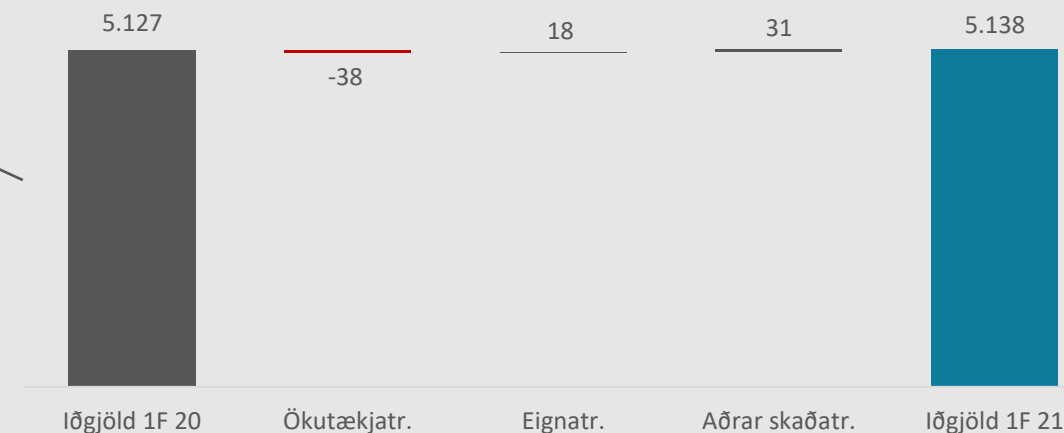 5.127
-38
18
31
5.138
Iðgjöld 1F 20
Ökutækjatr.
Eignatr.
Aðrar skaðatr.
Iðgjöld 1F 21